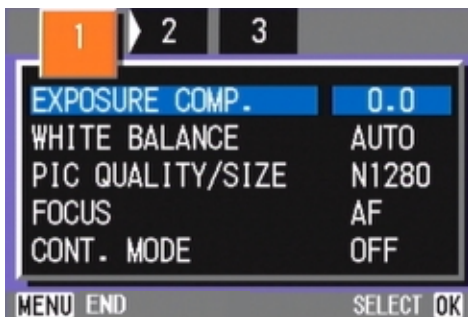 1 2 3
EXPOSURE COMP. 0.0
WHITE BALANCE AUTO
PIC QUALITY/SIZE N1280
FOCUS AF
CONT. MODE OFF
MENU END SELECT OK